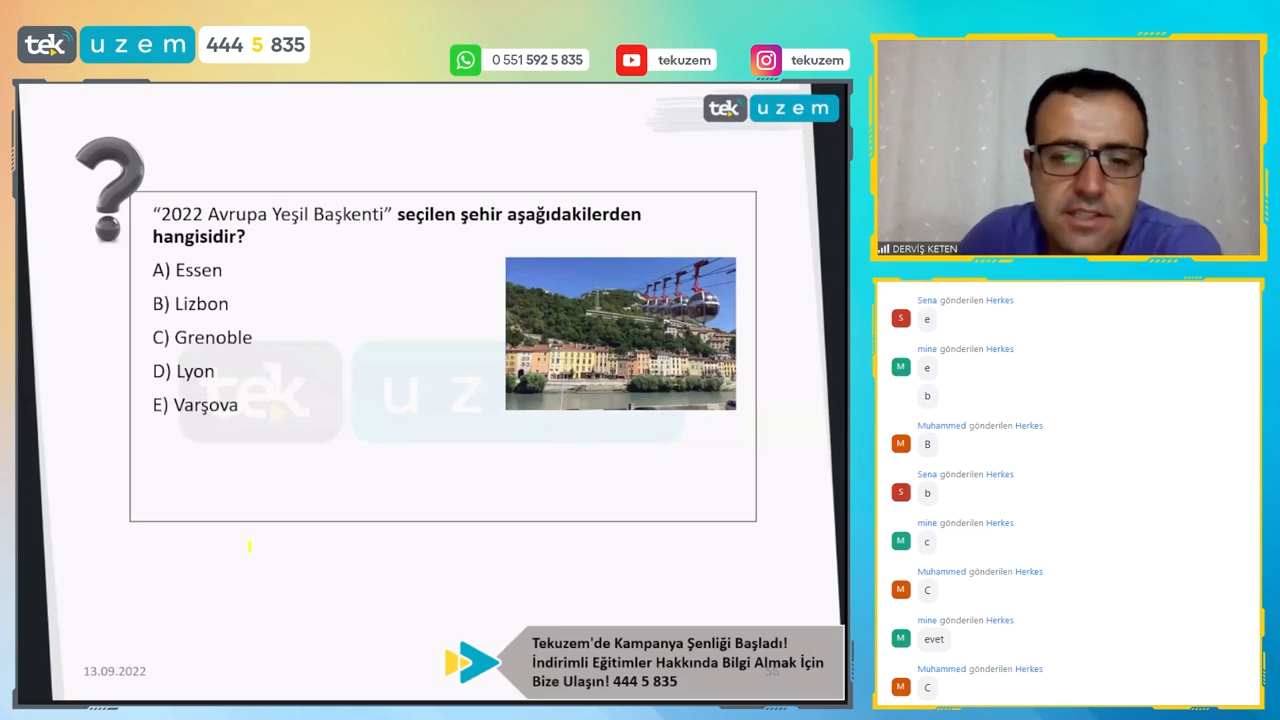 tek uzem 444 5 835
0 551 592 5 835
tekuzem
tekuzem
tek uzem
"2022 Avrupa Yeşil Başkenti" seçilen şehir aşağıdakilerden
hangisidir?
A) Essen
B) Lizbon
C) Grenoble
D) Lyon
E) Varşova
tek uz
13.09.2022
Tekuzem'de Kampanya Şenliği Başladı!
İndirimli Eğitimler Hakkında Bilgi Almak İçin
Bize Ulaşın! 444 5 835
DERVİŞ KETEN
Sena gönderilen Herkes
S e
mine gönderilen Herkes
M e
b
Muhammed gönderilen Herkes
M B
Sena gönderilen Herkes
S b
mine gönderilen Herkes
M c
Muhammed gönderilen Herkes
M C
mine gönderilen Herkes
M evet
Muhammed gönderilen Herkes
M C